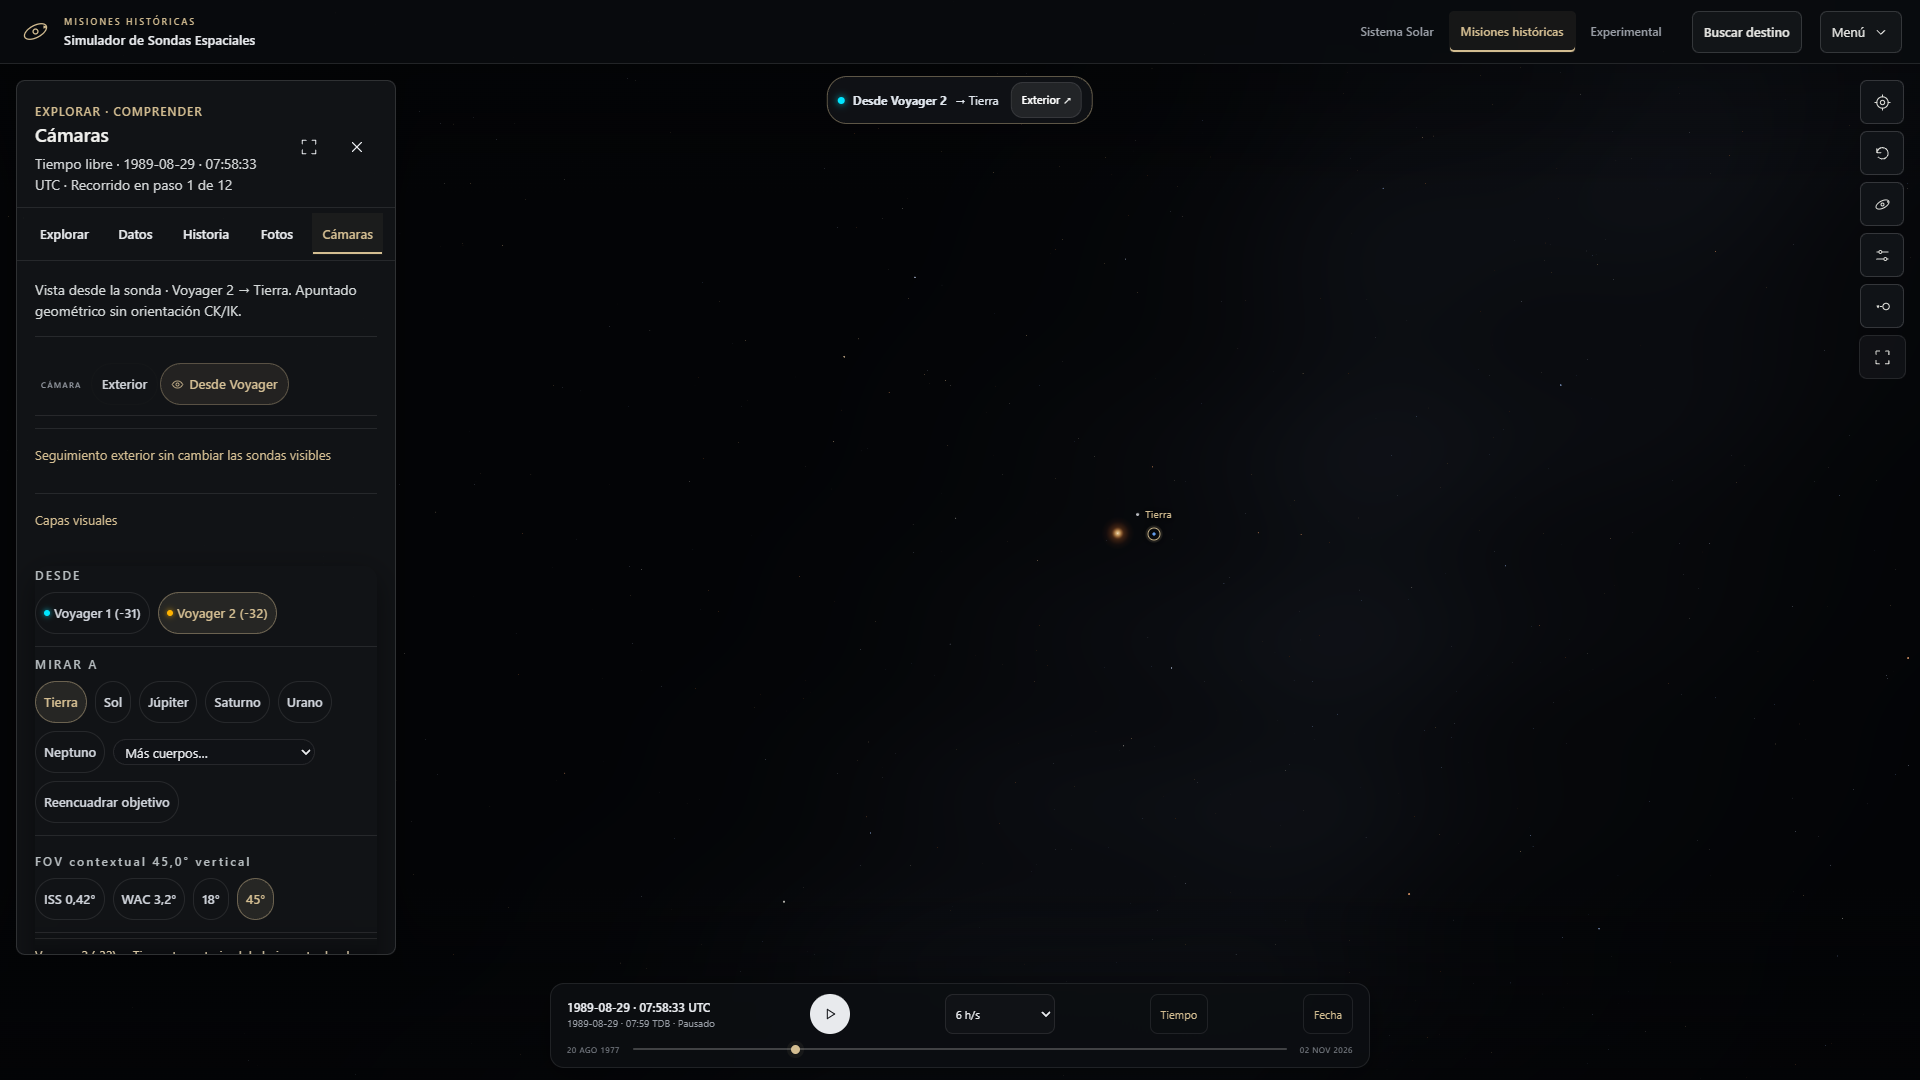 MISIONES HISTÓRICAS
Simulador de Sondas Espaciales
Sistema Solar
Misiones históricas
Experimental
Buscar destino
Menú
EXPLORAR · COMPRENDER
Cámaras
Tiempo libre · 1989-08-29 · 07:58:33
UTC · Recorrido en paso 1 de 12
Explorar
Datos
Historia
Fotos
Cámaras
Vista desde la sonda · Voyager 2 → Tierra. Apuntado
geométrico sin orientación CK/IK.
CÁMARA
Exterior
Desde Voyager
Seguimiento exterior sin cambiar las sondas visibles
Capas visuales
DESDE
Voyager 1 (-31)
Voyager 2 (-32)
MIRAR A
Tierra
Sol
Júpiter
Saturno
Urano
Neptuno
Más cuerpos...
Reencuadrar objetivo
FOV contextual 45,0° vertical
ISS 0,42°
WAC 3,2°
18°
45°
Desde Voyager 2 → Tierra
Exterior ↗
Tierra
1989-08-29 · 07:58:33 UTC
1989-08-29 · 07:59 TDB · Pausado
6 h/s
Tiempo
Fecha
20 AGO 1977
02 NOV 2026